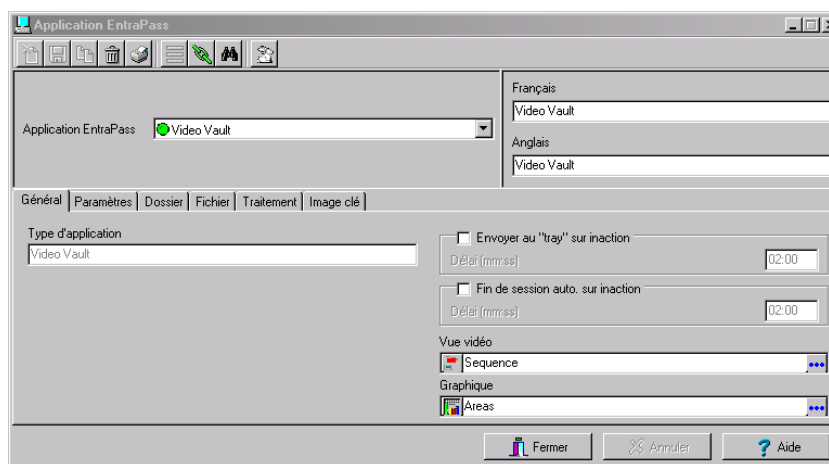 Application EntraPass
Application EntraPass
Video Vault
Français
Video Vault
Anglais
Video Vault
Général
Paramètres
Dossier
Fichier
Traitement
Image clé
Type d'application
Video Vault
Envoyer au "tray" sur inaction
Délai (mm:ss)
02:00
Fin de session auto. sur inaction
Délai (mm:ss)
02:00
Vue vidéo
Sequence
Graphique
Areas
Fermer
Annuler
Aide